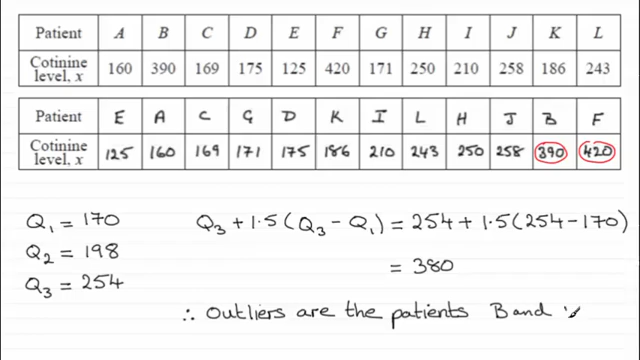 Patient A B C D E F G H I J K L
Cotinine level, x 160 390 169 175 125 420 171 250 210 258 186 243
Patient E A C G D K I L H J B F
Cotinine level, x 125 160 169 171 175 186 210 243 250 258 390 420
Q₁ = 170
Q₂ = 198
Q₃ = 254
Q₃ + 1.5 (Q₃ − Q₁) = 254 + 1.5 (254 − 170)
= 380
∴ Outliers are the patients B and